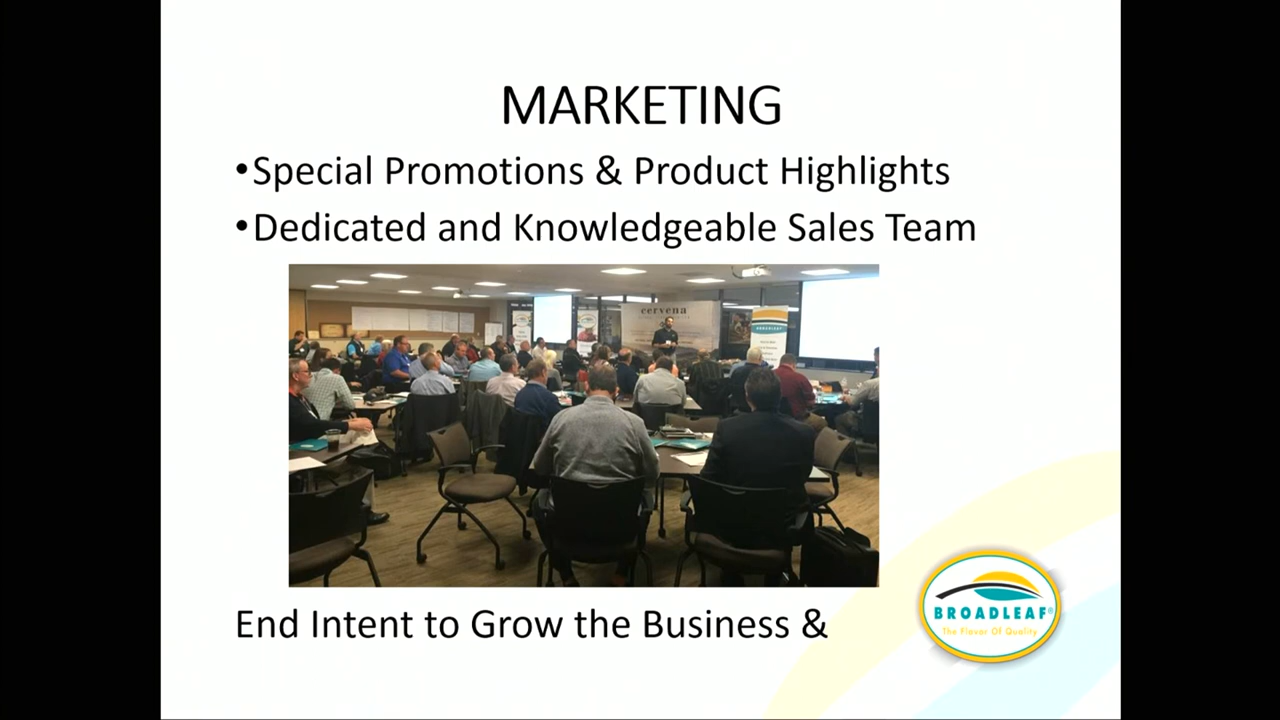 MARKETING
•Special Promotions & Product Highlights
•Dedicated and Knowledgeable Sales Team
cervena
BROADLEAF
End Intent to Grow the Business &
BROADLEAF®
The Flavor Of Quality